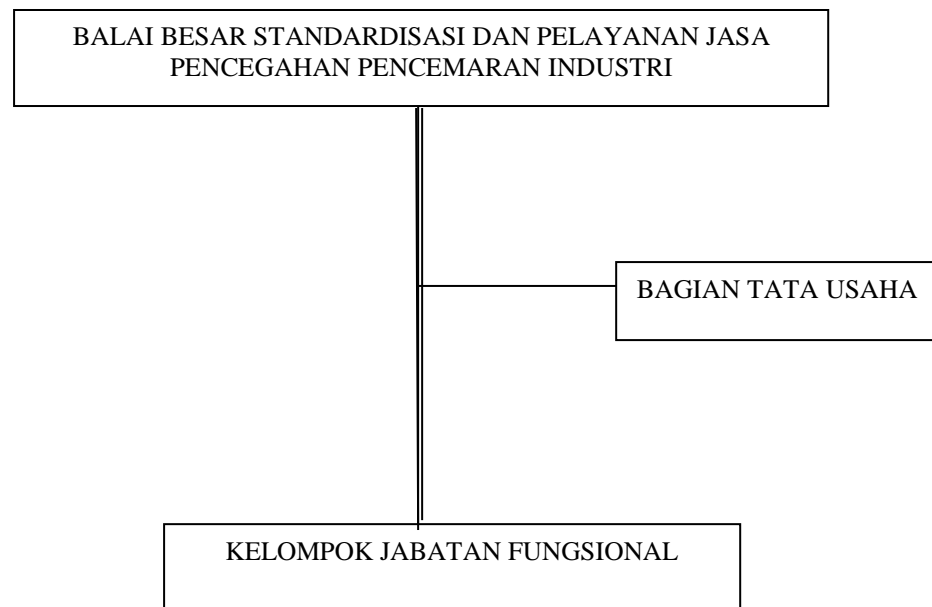 BALAI BESAR STANDARDISASI DAN PELAYANAN JASA
PENCEGAHAN PENCEMARAN INDUSTRI
BAGIAN TATA USAHA
KELOMPOK JABATAN FUNGSIONAL